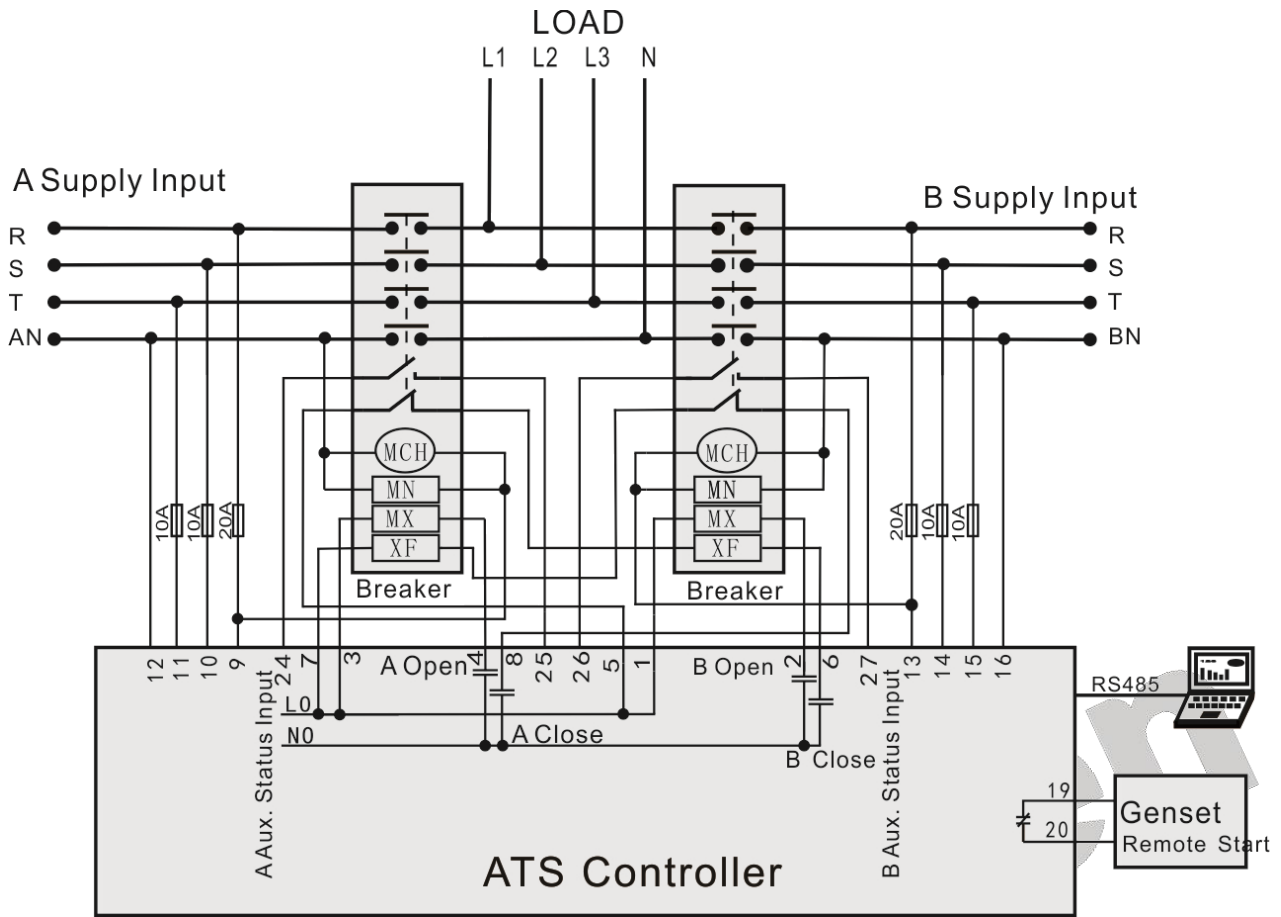 LOAD
L1 L2 L3 N
A Supply Input
B Supply Input
R
S
T
AN
R
S
T
BN
MCH
MN
MX
XF
Breaker
MCH
MN
MX
XF
Breaker
10A
10A
20A
20A
10A
10A
12 11 10 9 24 7 3 A Open 4 8 25 26 5 1 B Open 2 6 27 13 14 15 16
A Aux. Status Input
L0
N0
A Close
B Close
B Aux. Status Input
RS485
19
20
Genset
Remote Start
ATS Controller